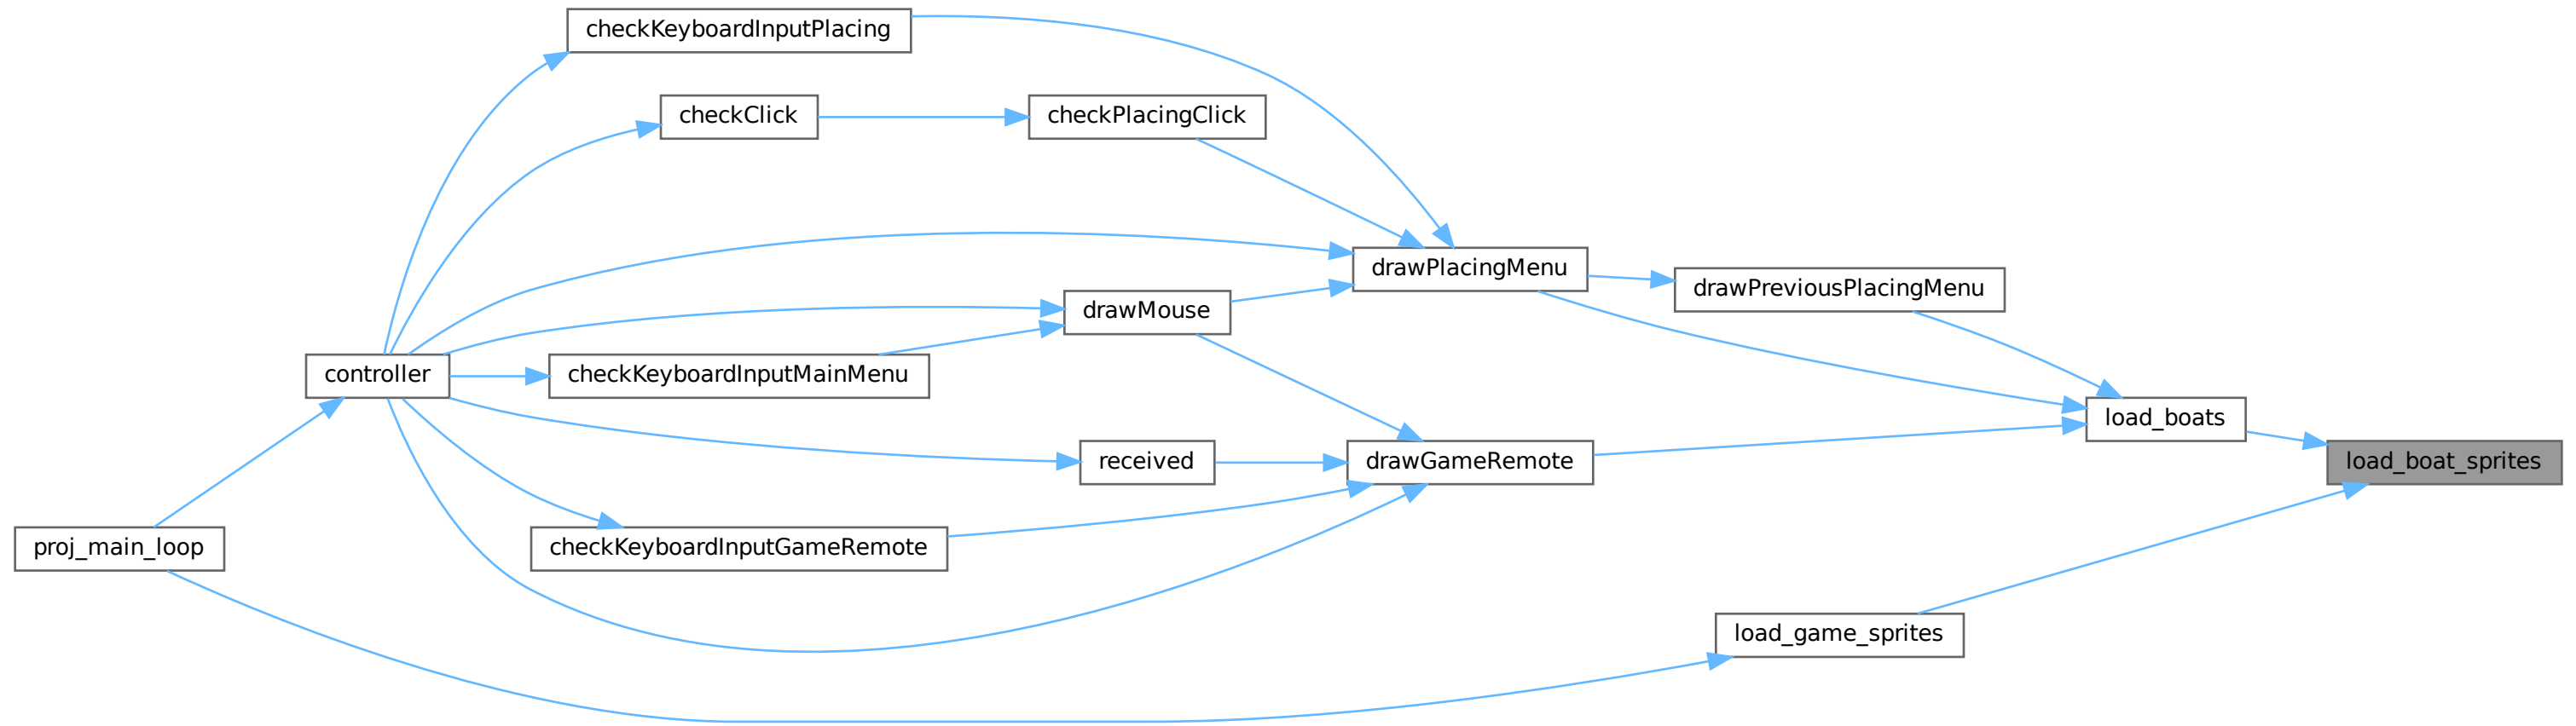 checkKeyboardInputPlacing
checkClick
checkPlacingClick
drawPlacingMenu
drawPreviousPlacingMenu
drawMouse
controller
checkKeyboardInputMainMenu
load_boats
received
drawGameRemote
load_boat_sprites
proj_main_loop
checkKeyboardInputGameRemote
load_game_sprites